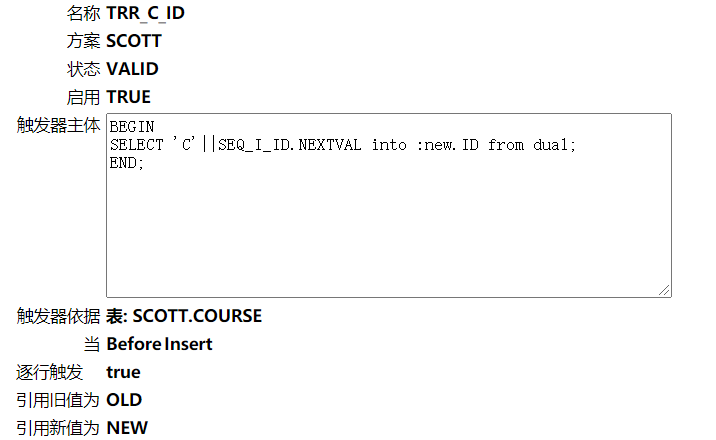 名称 TRR_C_ID
方案 SCOTT
状态 VALID
启用 TRUE
触发器主体 BEGIN
SELECT 'C'||SEQ_I_ID.NEXTVAL into :new.ID from dual;
END;
触发器依据 表: SCOTT.COURSE
当 Before Insert
逐行触发 true
引用旧值为 OLD
引用新值为 NEW